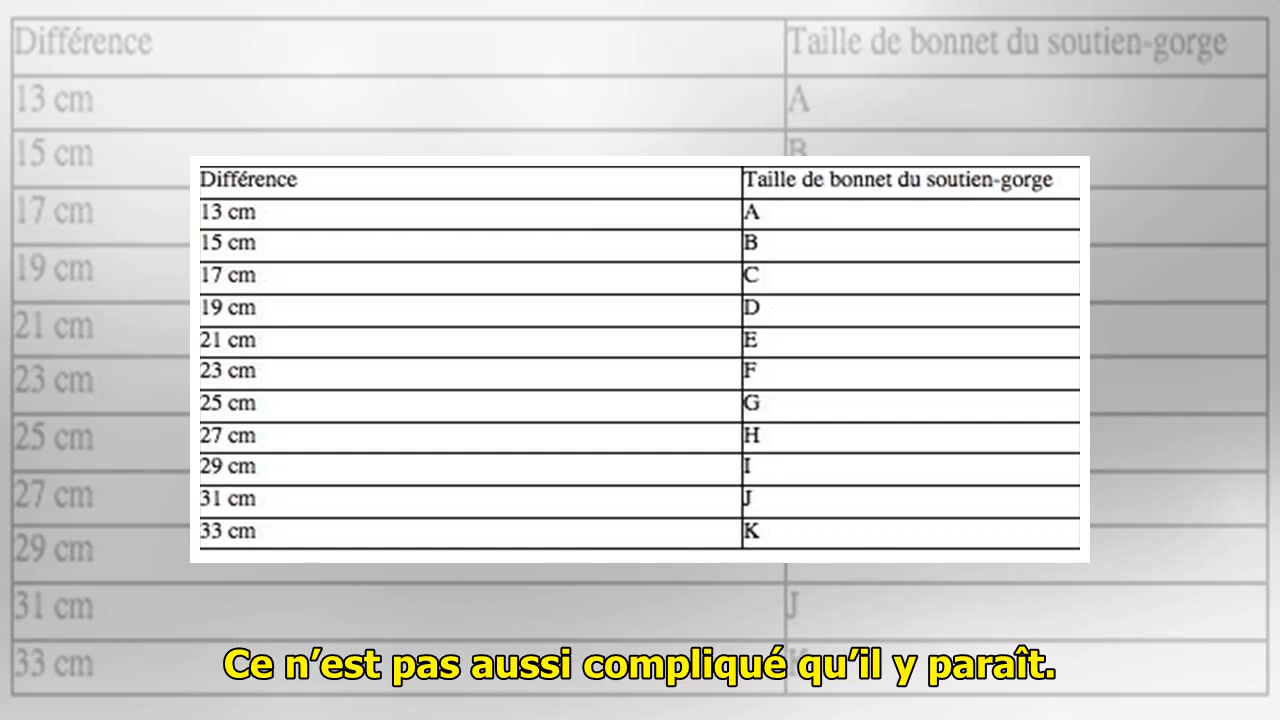 Différence Taille de bonnet du soutien-gorge
13 cm A
15 cm B
17 cm C
19 cm D
21 cm E
23 cm F
25 cm G
27 cm H
29 cm I
31 cm J
33 cm K
Ce n’est pas aussi compliqué qu’il y paraît.